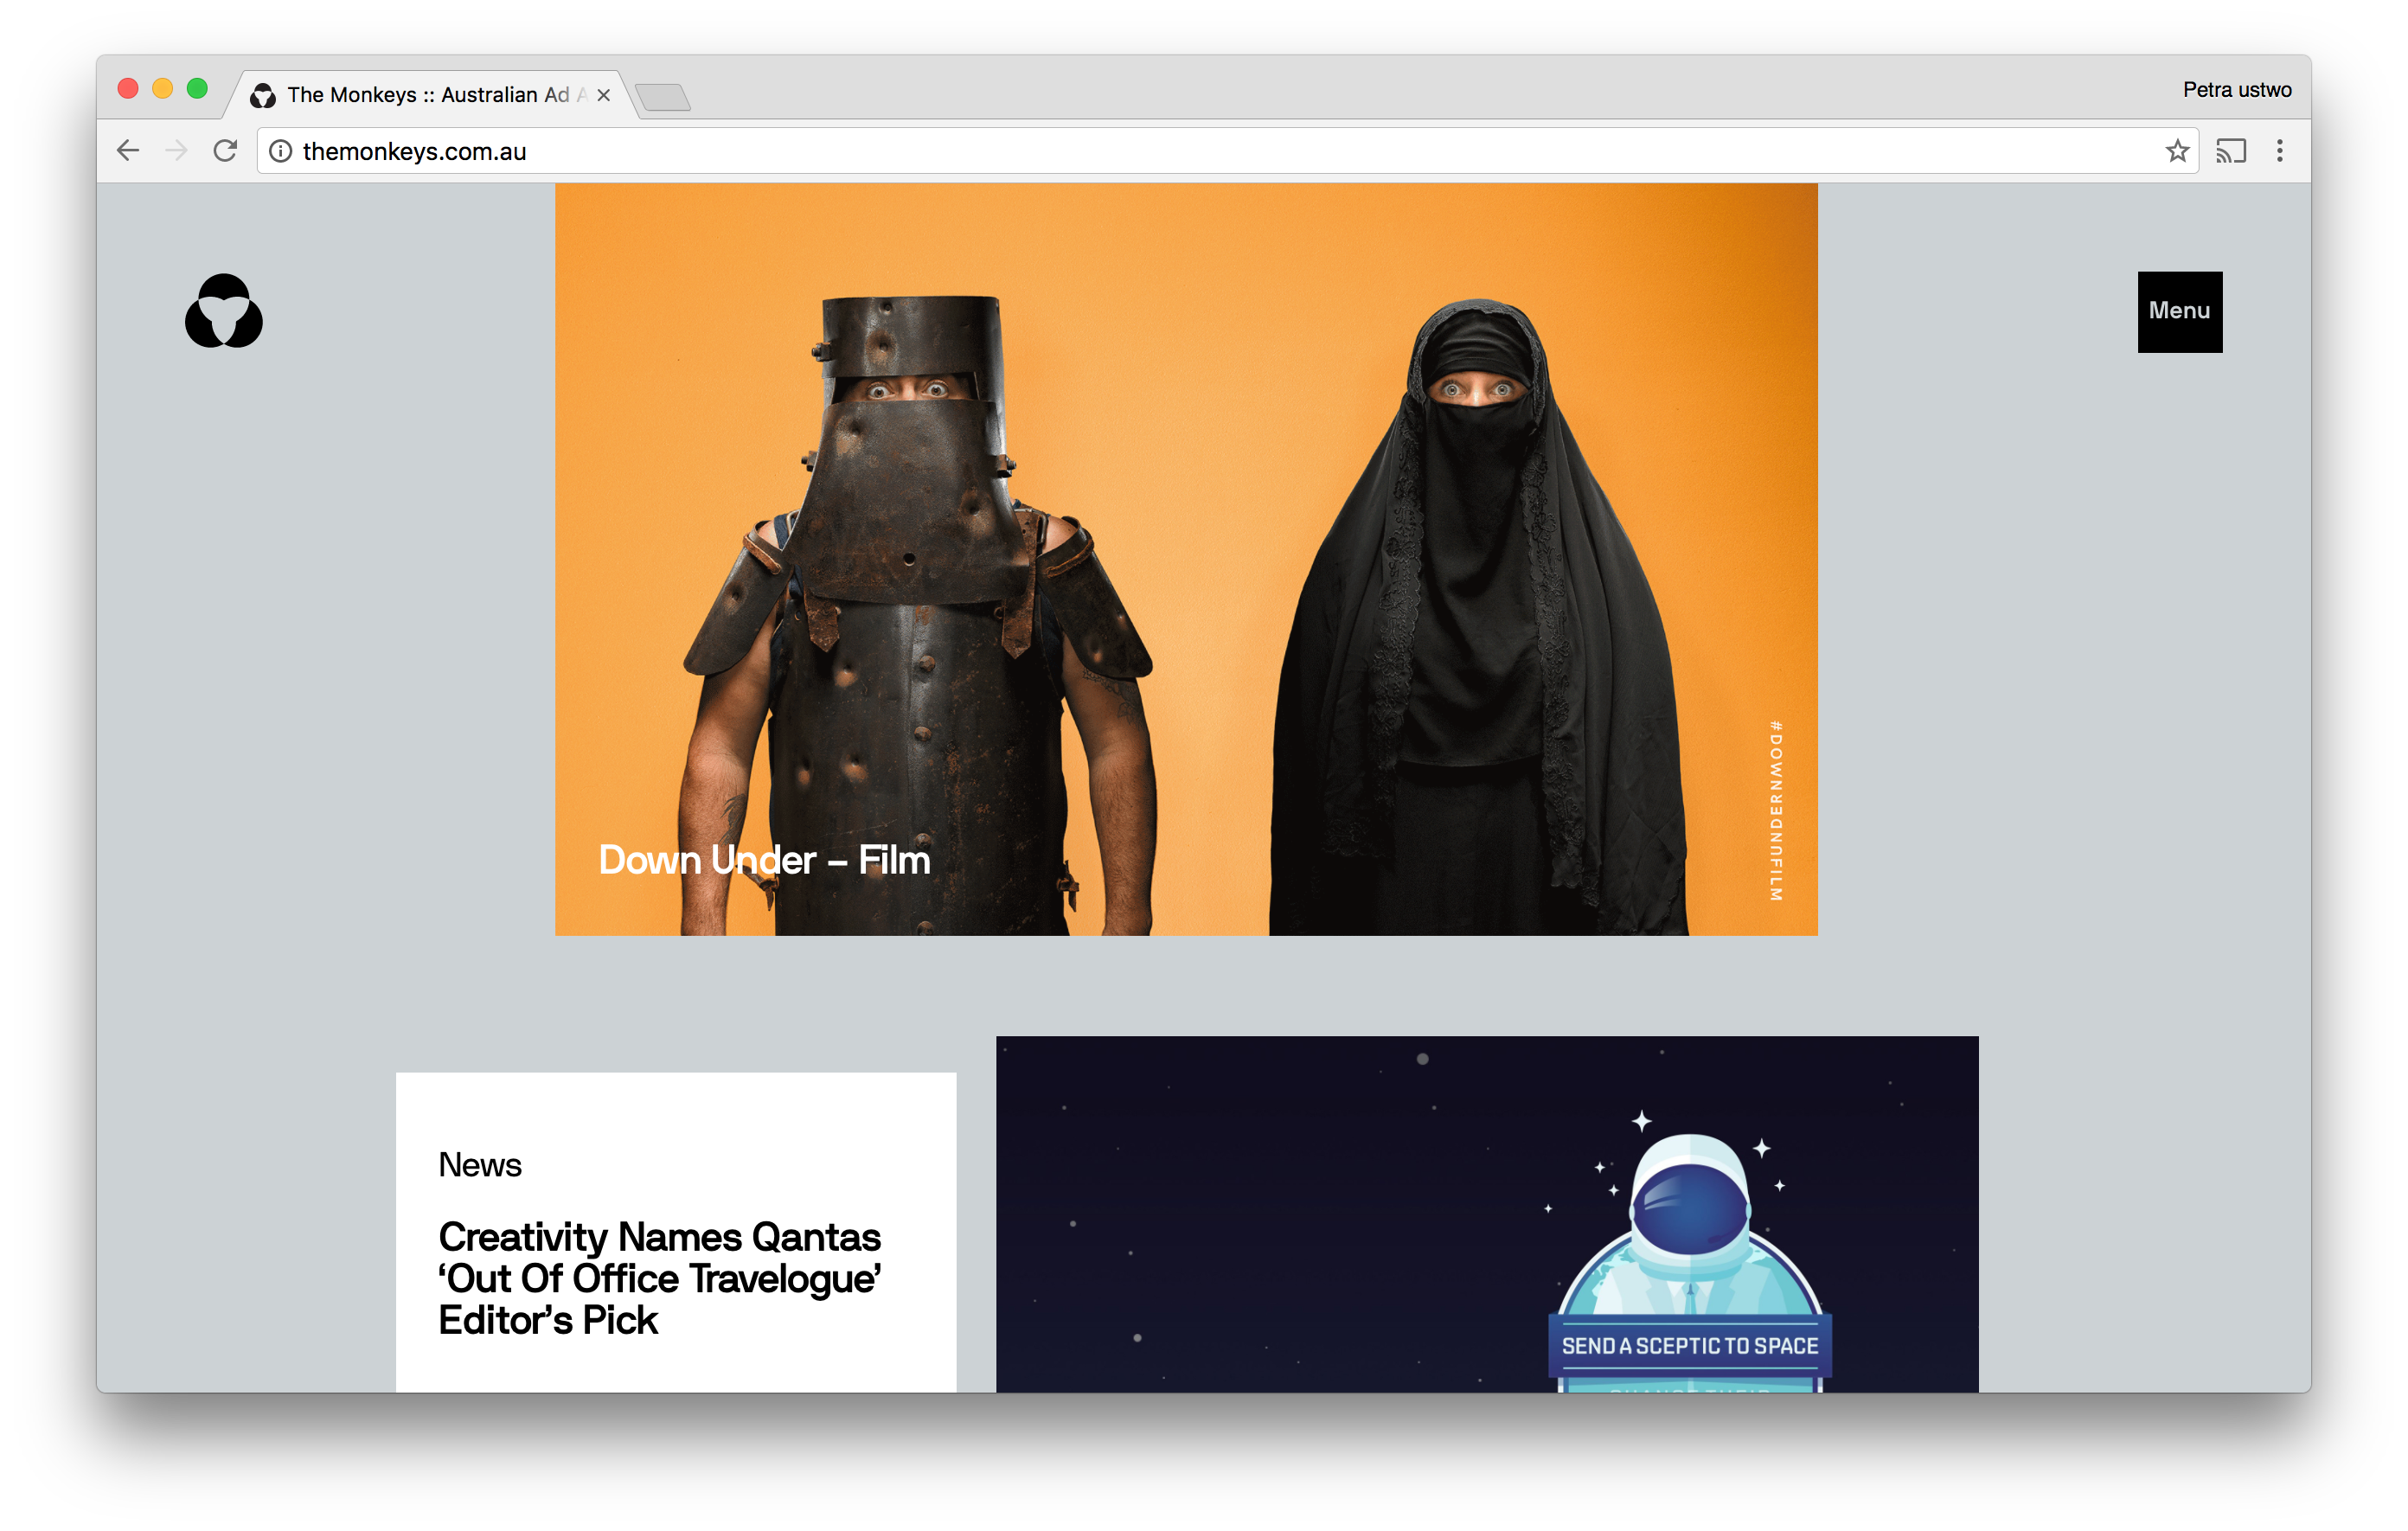 The Monkeys :: Australian Ad A
Petra ustwo
themonkeys.com.au
Menu
#DOWNUNDERFILM
Down Under – Film
News
Creativity Names Qantas
‘Out Of Office Travelogue’
Editor’s Pick
SEND A SCEPTIC TO SPACE